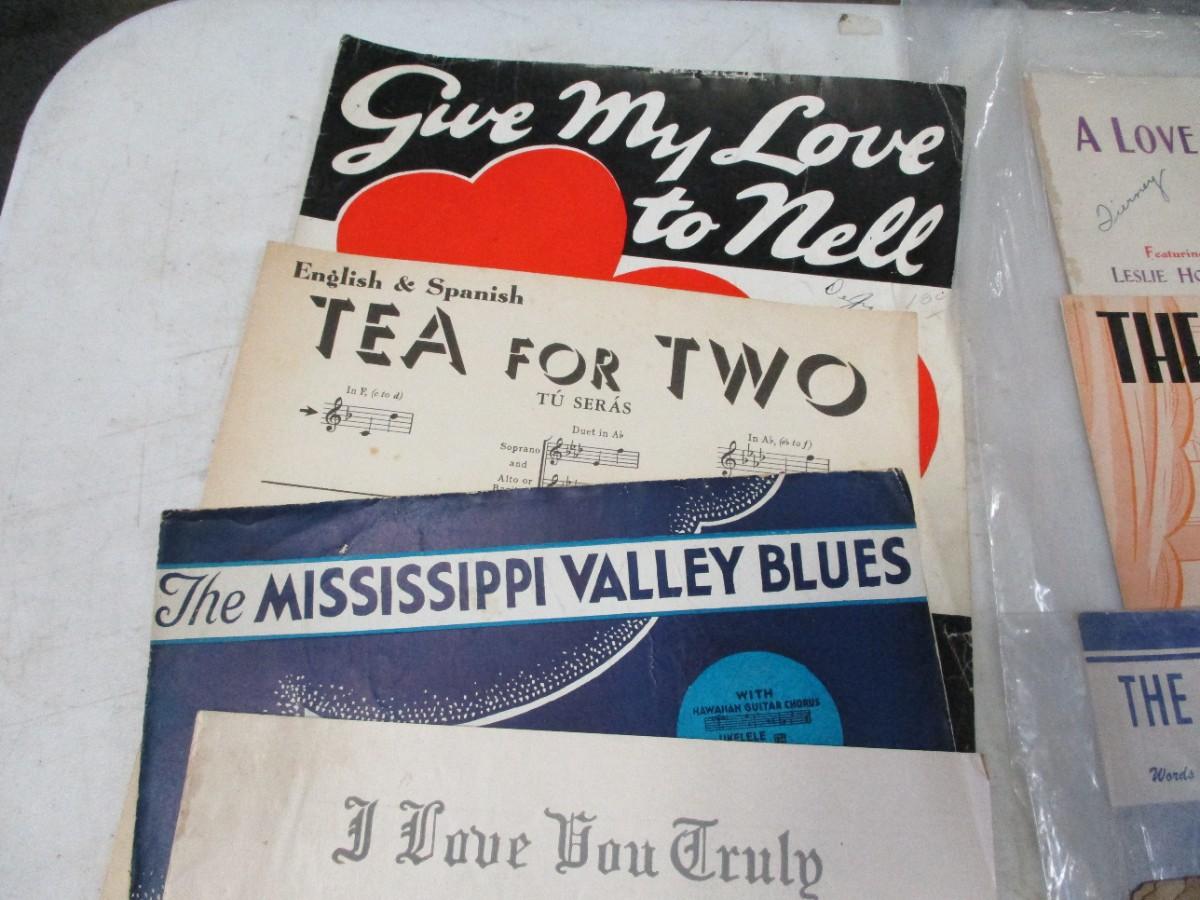 Give My Love
to Nell
English & Spanish
TEA FOR TWO
TÚ SERÁS
In F, (c to d)
Duet in A♭
In A♭, (e♭ to f)
Soprano
and
Alto or
The MISSISSIPPI VALLEY BLUES
WITH
HAWAIIAN GUITAR CHORUS
UKELELE
I Love You Truly
A LOVE
Tierney
Featuring
LESLIE
THE
THE
Words